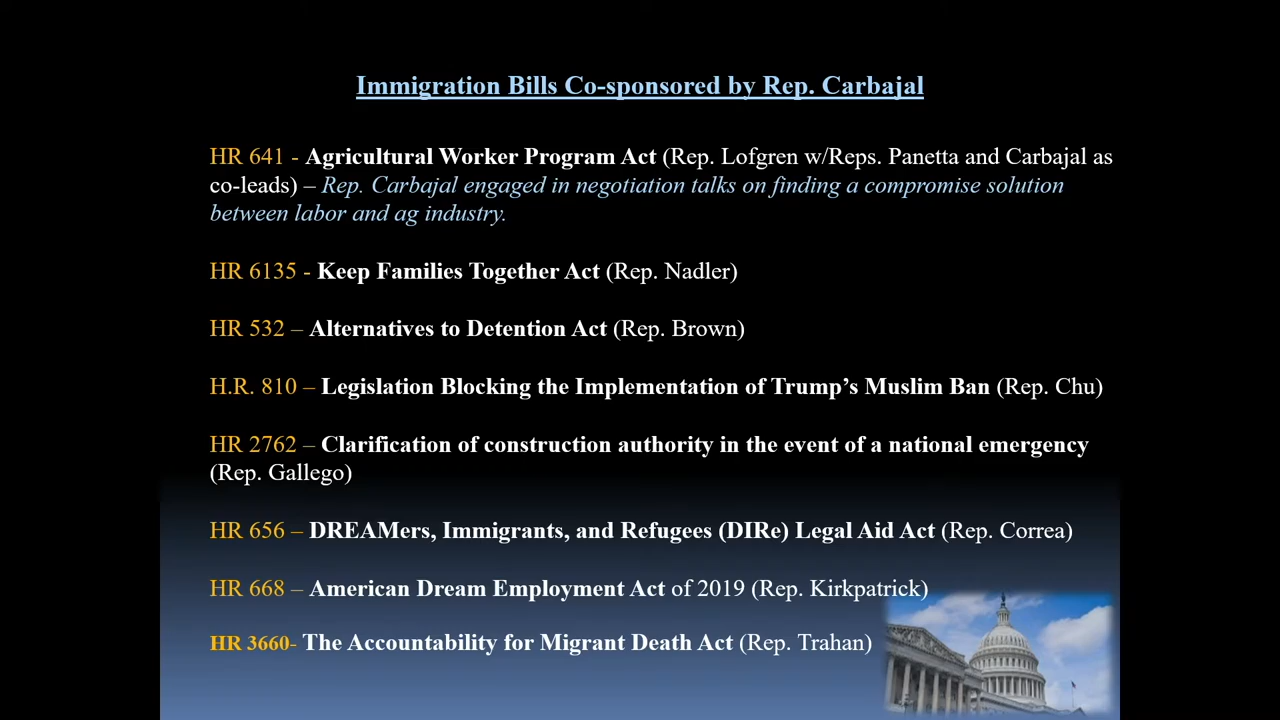 Immigration Bills Co-sponsored by Rep. Carbajal
HR 641 - Agricultural Worker Program Act (Rep. Lofgren w/Reps. Panetta and Carbajal as
co-leads) – Rep. Carbajal engaged in negotiation talks on finding a compromise solution
between labor and ag industry.
HR 6135 - Keep Families Together Act (Rep. Nadler)
HR 532 – Alternatives to Detention Act (Rep. Brown)
H.R. 810 – Legislation Blocking the Implementation of Trump’s Muslim Ban (Rep. Chu)
HR 2762 – Clarification of construction authority in the event of a national emergency
(Rep. Gallego)
HR 656 – DREAMers, Immigrants, and Refugees (DIRe) Legal Aid Act (Rep. Correa)
HR 668 – American Dream Employment Act of 2019 (Rep. Kirkpatrick)
HR 3660- The Accountability for Migrant Death Act (Rep. Trahan)